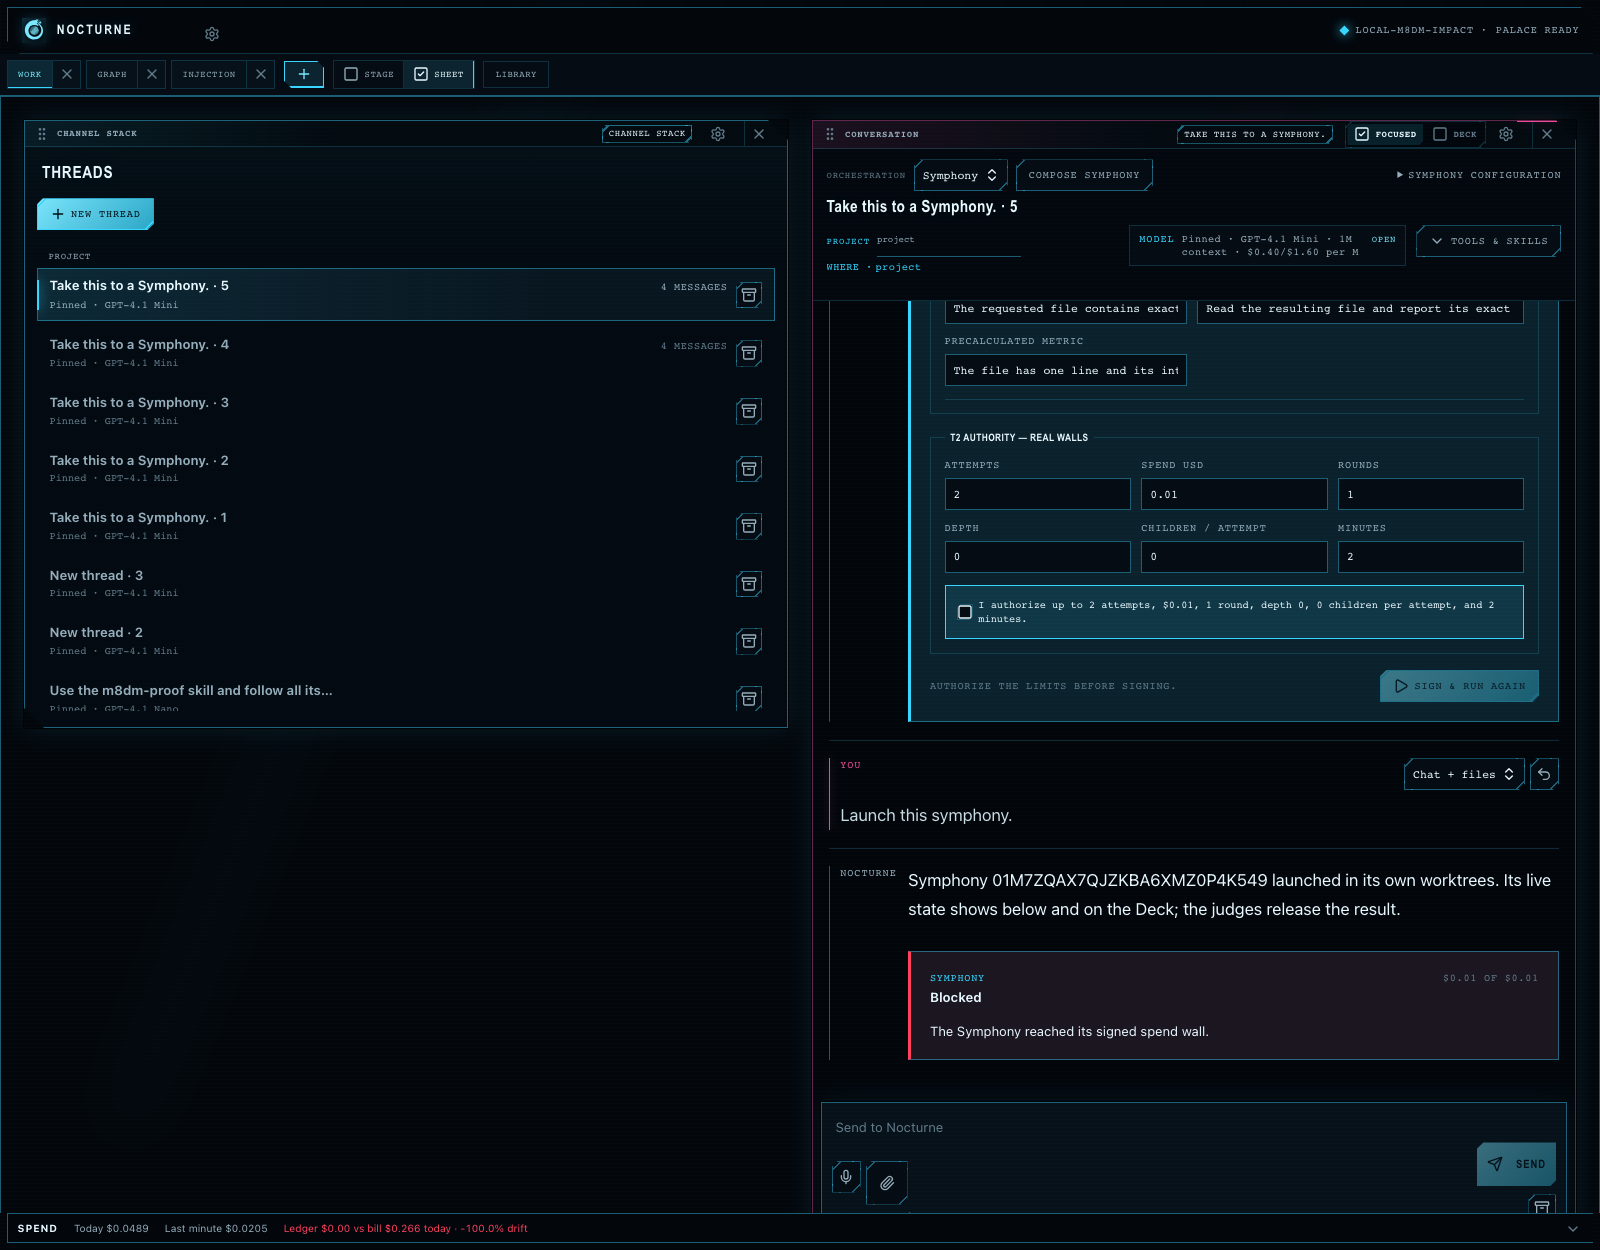 NOCTURNE
LOCAL-M8DM-IMPACT · PALACE READY
WORK
GRAPH
INJECTION
STAGE
SHEET
LIBRARY
CHANNEL STACK
CHANNEL STACK
THREADS
NEW THREAD
PROJECT
Take this to a Symphony. · 5
4 MESSAGES
Pinned · GPT-4.1 Mini
Take this to a Symphony. · 4
4 MESSAGES
Pinned · GPT-4.1 Mini
Take this to a Symphony. · 3
Pinned · GPT-4.1 Mini
Take this to a Symphony. · 2
Pinned · GPT-4.1 Mini
Take this to a Symphony. · 1
Pinned · GPT-4.1 Mini
New thread · 3
Pinned · GPT-4.1 Mini
New thread · 2
Pinned · GPT-4.1 Mini
Use the m8dm-proof skill and follow all its...
Pinned · GPT-4.1 Nano
CONVERSATION
TAKE THIS TO A SYMPHONY.
FOCUSED
DECK
ORCHESTRATION
Symphony
COMPOSE SYMPHONY
SYMPHONY CONFIGURATION
Take this to a Symphony. · 5
PROJECT project
WHERE · project
MODEL Pinned · GPT-4.1 Mini · 1M
context · $0.40/$1.60 per M
OPEN
TOOLS & SKILLS
The requested file contains exact
Read the resulting file and report its exact
PRECALCULATED METRIC
The file has one line and its int
T2 AUTHORITY — REAL WALLS
ATTEMPTS
SPEND USD
ROUNDS
2
0.01
1
DEPTH
CHILDREN / ATTEMPT
MINUTES
0
0
2
I authorize up to 2 attempts, $0.01, 1 round, depth 0, 0 children per attempt, and 2
minutes.
AUTHORIZE THE LIMITS BEFORE SIGNING.
SIGN & RUN AGAIN
YOU
Chat + files
Launch this symphony.
NOCTURNE
Symphony 01M7ZQAX7QJZKBA6XMZ0P4K549 launched in its own worktrees. Its live
state shows below and on the Deck; the judges release the result.
SYMPHONY
$0.01 OF $0.01
Blocked
The Symphony reached its signed spend wall.
Send to Nocturne
SEND
SPEND
Today $0.0489
Last minute $0.0205
Ledger $0.00 vs bill $0.266 today · -100.0% drift